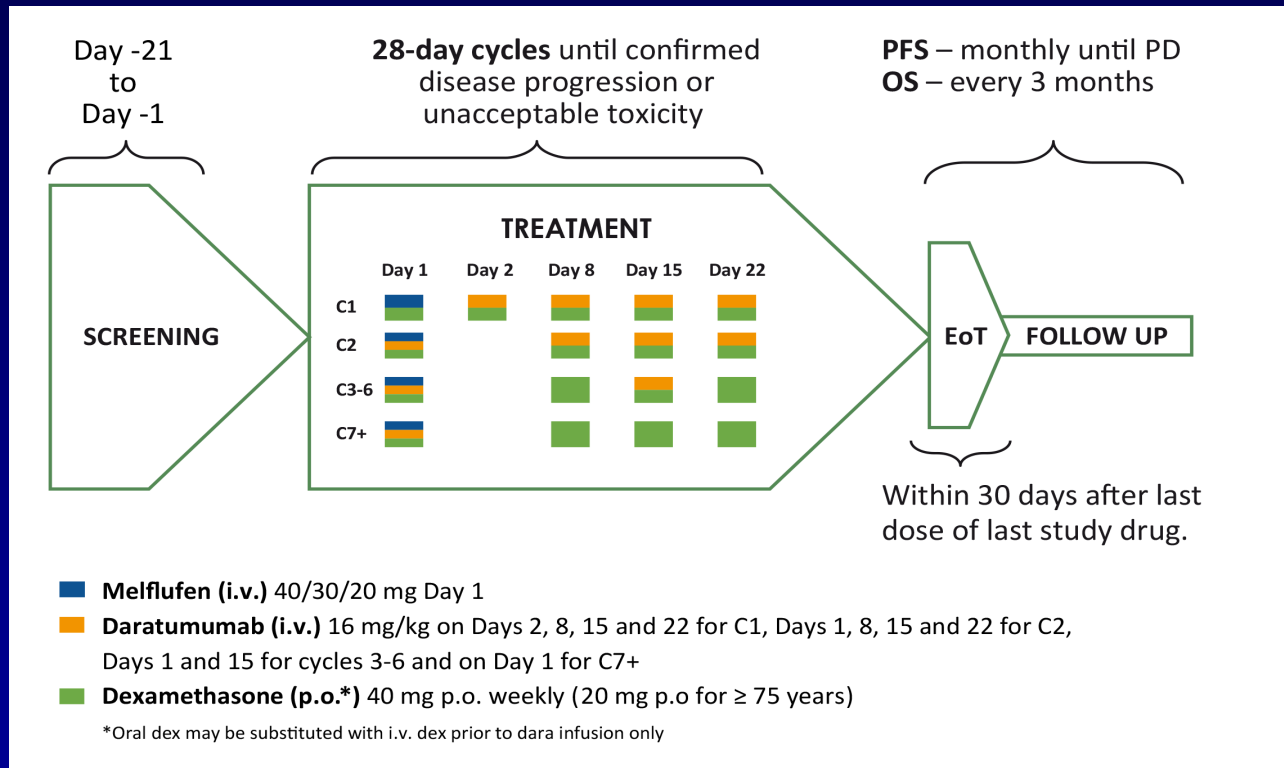 Day -21
to
Day -1
28-day cycles until confirmed
disease progression or
unacceptable toxicity
PFS – monthly until PD
OS – every 3 months
SCREENING
TREATMENT
Day 1 Day 2 Day 8 Day 15 Day 22
C1
C2
C3-6
C7+
EoT
FOLLOW UP
Within 30 days after last
dose of last study drug.
Melflufen (i.v.) 40/30/20 mg Day 1
Daratumumab (i.v.) 16 mg/kg on Days 2, 8, 15 and 22 for C1, Days 1, 8, 15 and 22 for C2,
Days 1 and 15 for cycles 3-6 and on Day 1 for C7+
Dexamethasone (p.o.*) 40 mg p.o. weekly (20 mg p.o for ≥ 75 years)
*Oral dex may be substituted with i.v. dex prior to dara infusion only